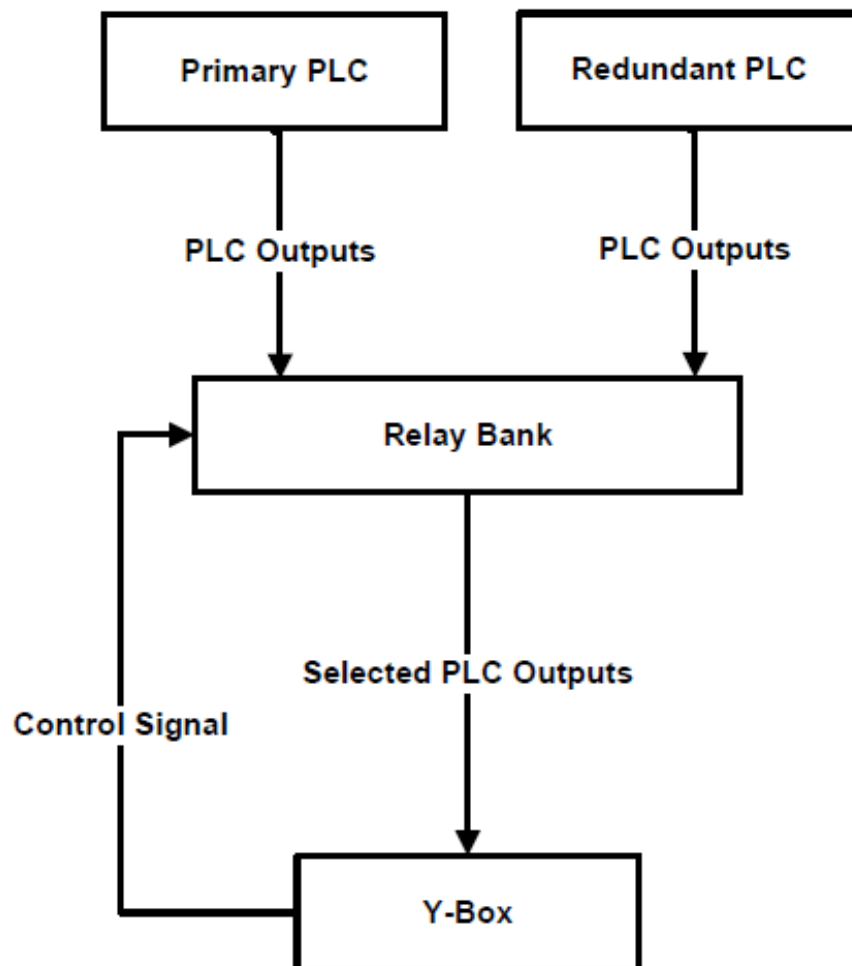 Primary PLC
Redundant PLC
PLC Outputs
PLC Outputs
Relay Bank
Selected PLC Outputs
Control Signal
Y-Box